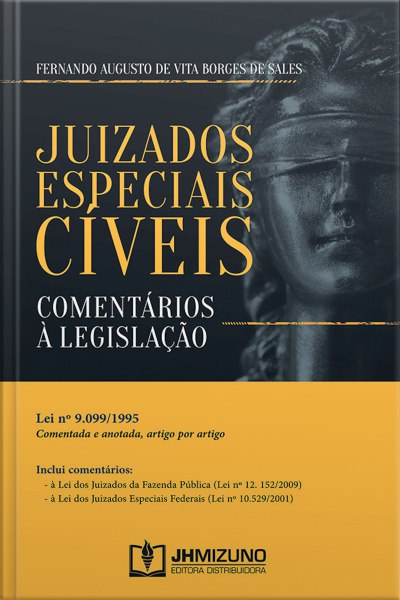 FERNANDO AUGUSTO DE VITA BORGES DE SALES
JUIZADOS
ESPECIAIS
CÍVEIS
COMENTÁRIOS
À LEGISLAÇÃO
Lei nº 9.099/1995
Comentada e anotada, artigo por artigo
Inclui comentários:
- à Lei dos Juizados da Fazenda Pública (Lei nº 12. 152/2009)
- à Lei dos Juizados Especiais Federais (Lei nº 10.529/2001)
JHMIZUNO
EDITORA DISTRIBUIDORA